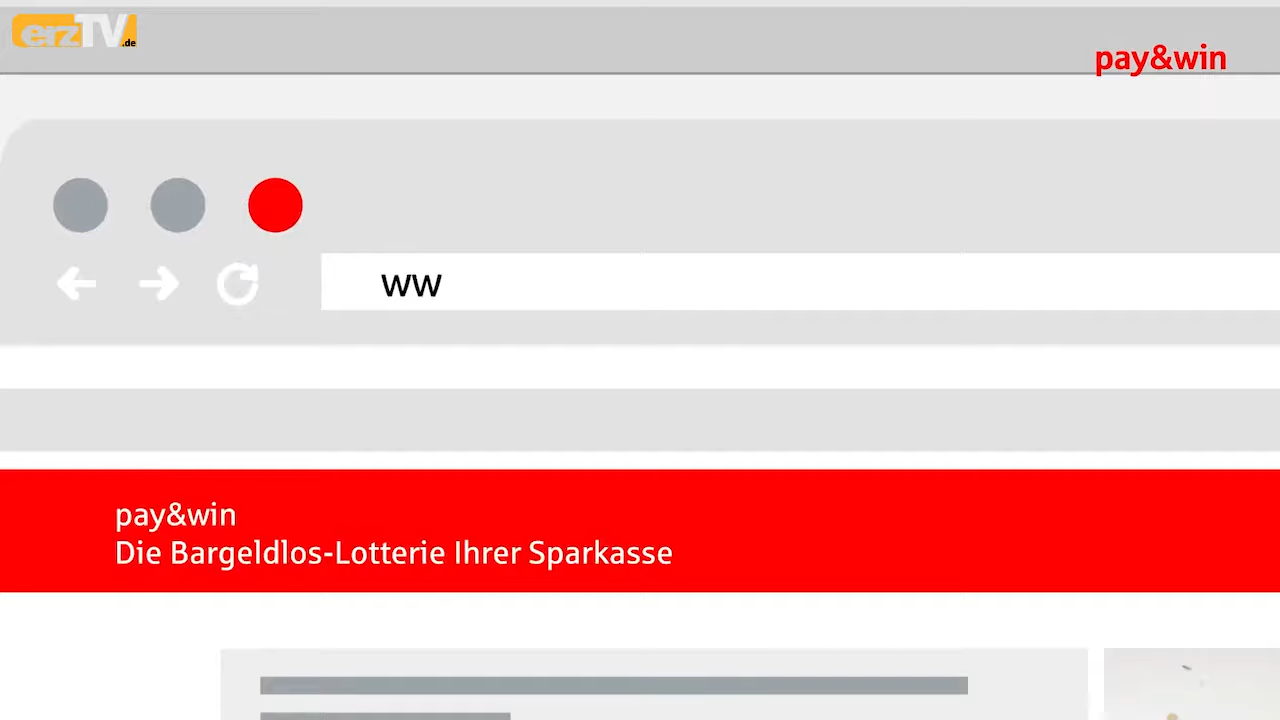 erzTV.de
pay&win
ww
pay&win
Die Bargeldlos-Lotterie Ihrer Sparkasse